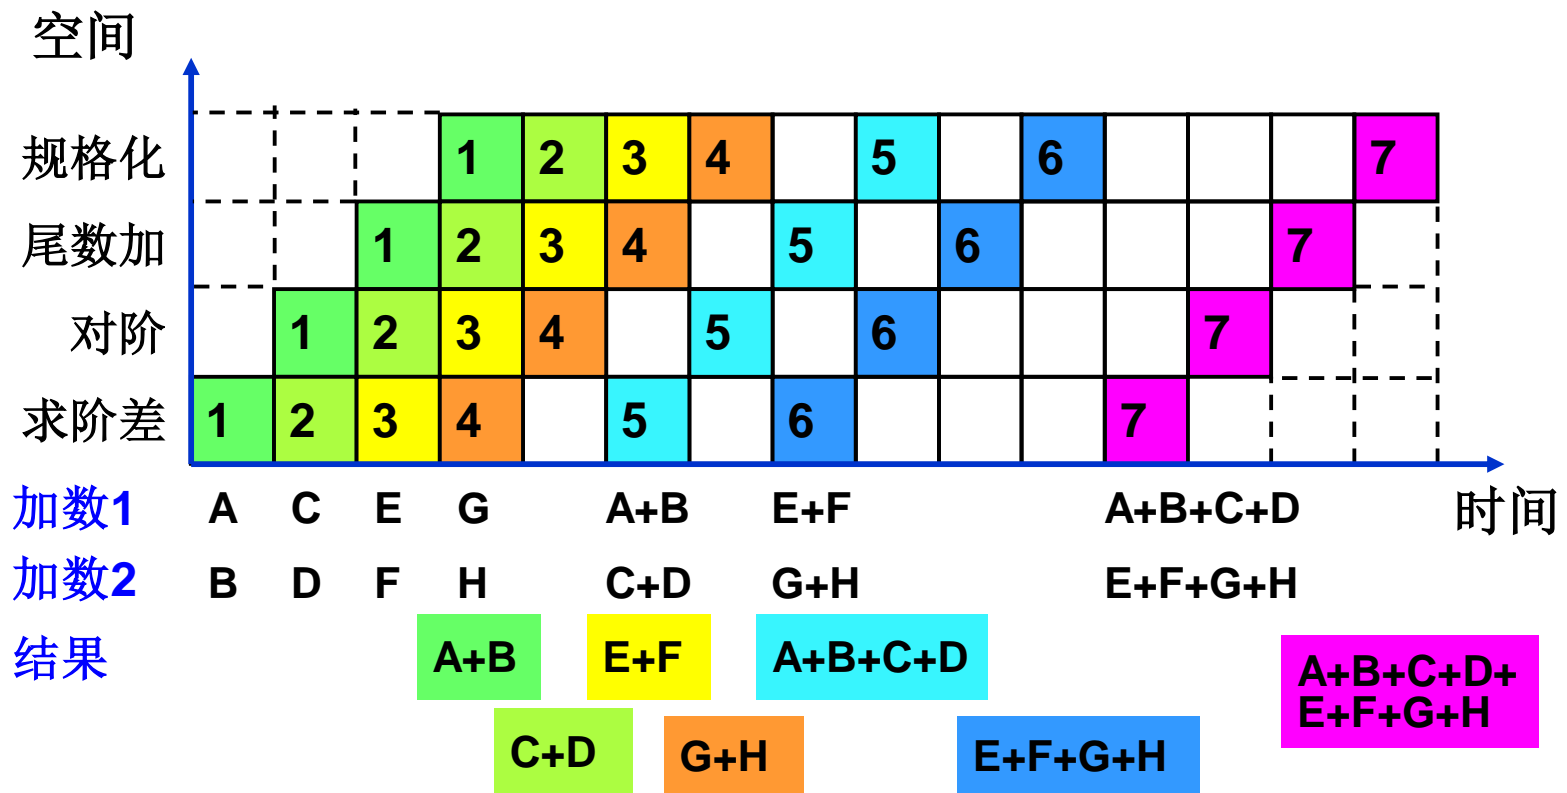 空间
规格化 1 2 3 4 5 6 7
尾数加 1 2 3 4 5 6 7
对阶 1 2 3 4 5 6 7
求阶差 1 2 3 4 5 6 7
加数1 A C E G A+B E+F A+B+C+D 时间
加数2 B D F H C+D G+H E+F+G+H
结果 A+B E+F A+B+C+D
A+B+C+D+
E+F+G+H
C+D G+H E+F+G+H